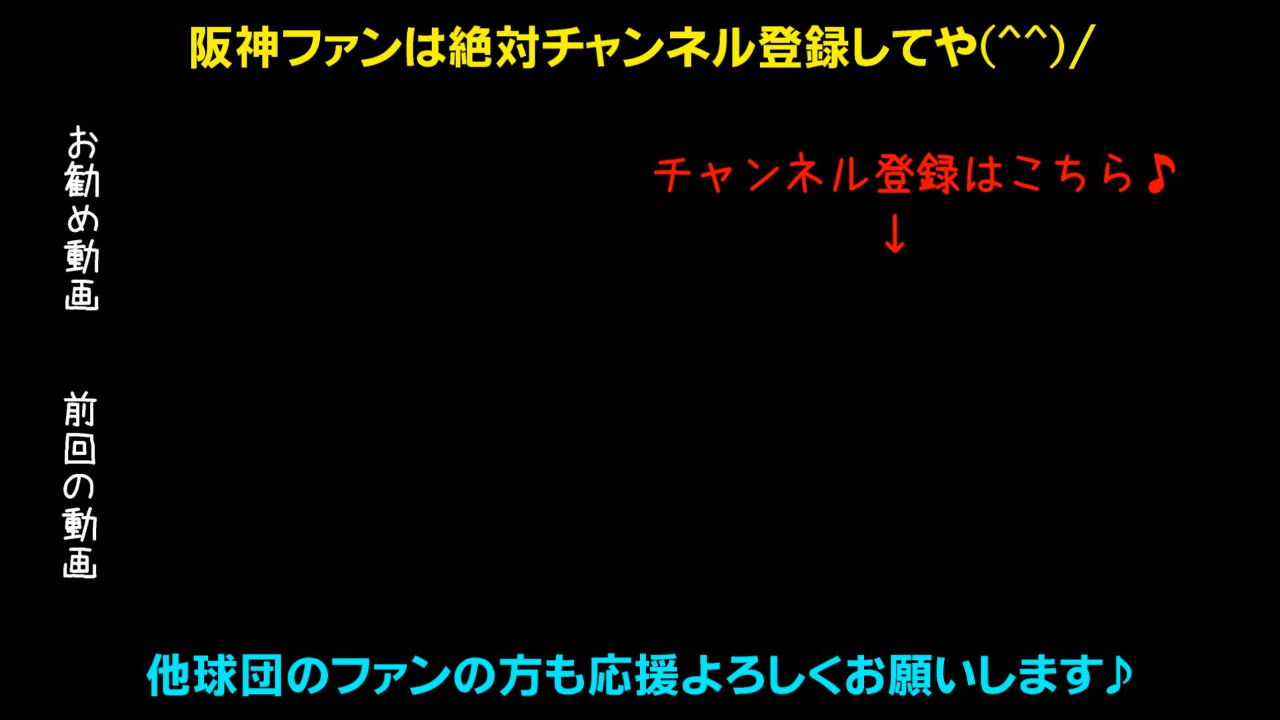 阪神ファンは絶対チャンネル登録してや(^^)/
お勧め動画
チャンネル登録はこちら♪
↓
前回の動画
他球団のファンの方も応援よろしくお願いします♪